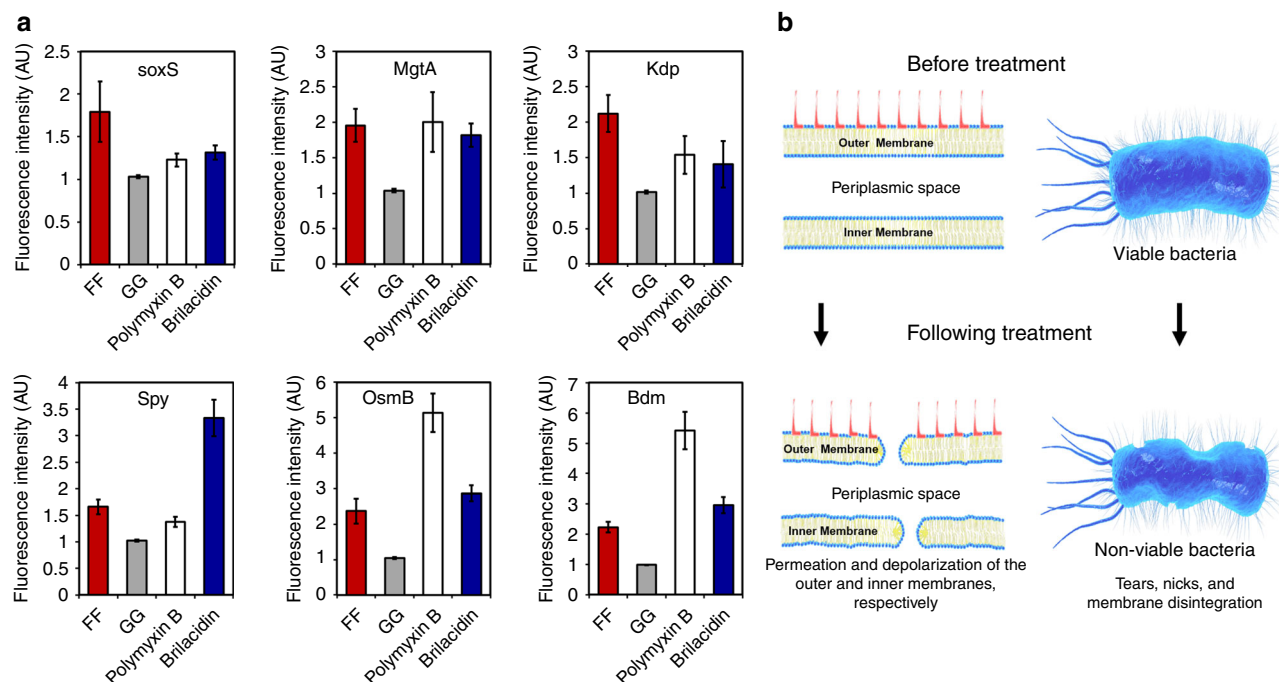 a
soxS
Fluorescence intensity (AU)
2.5
2
1.5
1
0.5
0
FF
GG
Polymyxin B
Brilacidin
MgtA
Fluorescence intensity (AU)
3
2.5
2
1.5
1
0.5
0
FF
GG
Polymyxin B
Brilacidin
Kdp
Fluorescence intensity (AU)
3
2.5
2
1.5
1
0.5
0
FF
GG
Polymyxin B
Brilacidin
Spy
Fluorescence intensity (AU)
4
3.5
3
2.5
2
1.5
1
0.5
0
FF
GG
Polymyxin B
Brilacidin
OsmB
Fluorescence intensity (AU)
6
5
4
3
2
1
0
FF
GG
Polymyxin B
Brilacidin
Bdm
Fluorescence intensity (AU)
7
6
5
4
3
2
1
0
FF
GG
Polymyxin B
Brilacidin
b
Before treatment
Outer Membrane
Periplasmic space
Inner Membrane
Viable bacteria
Following treatment
Outer Membrane
Periplasmic space
Inner Membrane
Permeation and depolarization of the
outer and inner membranes,
respectively
Non-viable bacteria
Tears, nicks, and
membrane disintegration